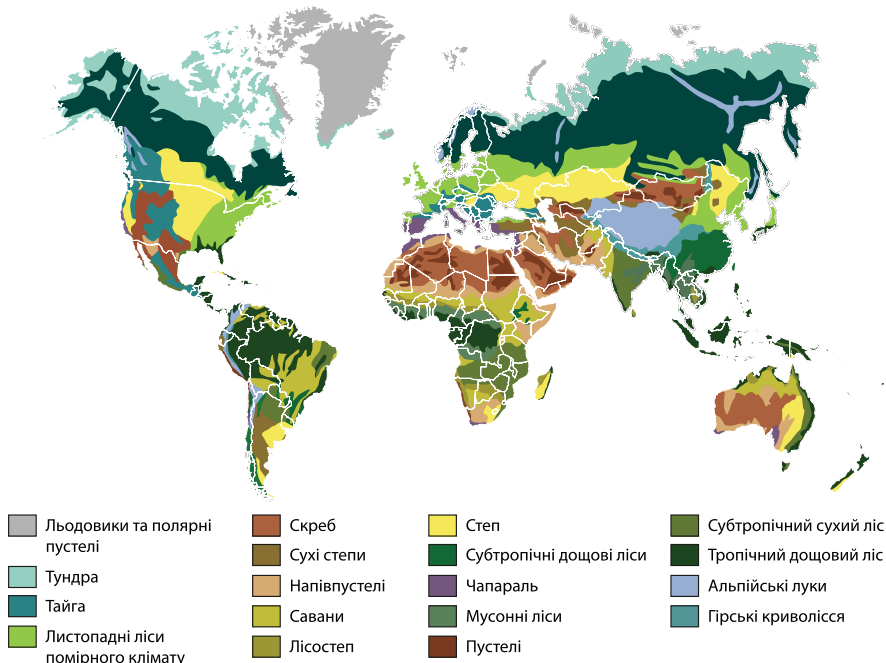 Льодовики та полярні
пустелі
Тундра
Тайга
Листопадні ліси
помірного клімату
Скреб
Сухі степи
Напівпустелі
Савани
Лісостеп
Степ
Субтропічні дощові ліси
Чапараль
Мусонні ліси
Пустелі
Субтропічний сухий ліс
Тропічний дощовий ліс
Альпійські луки
Гірські криволісся